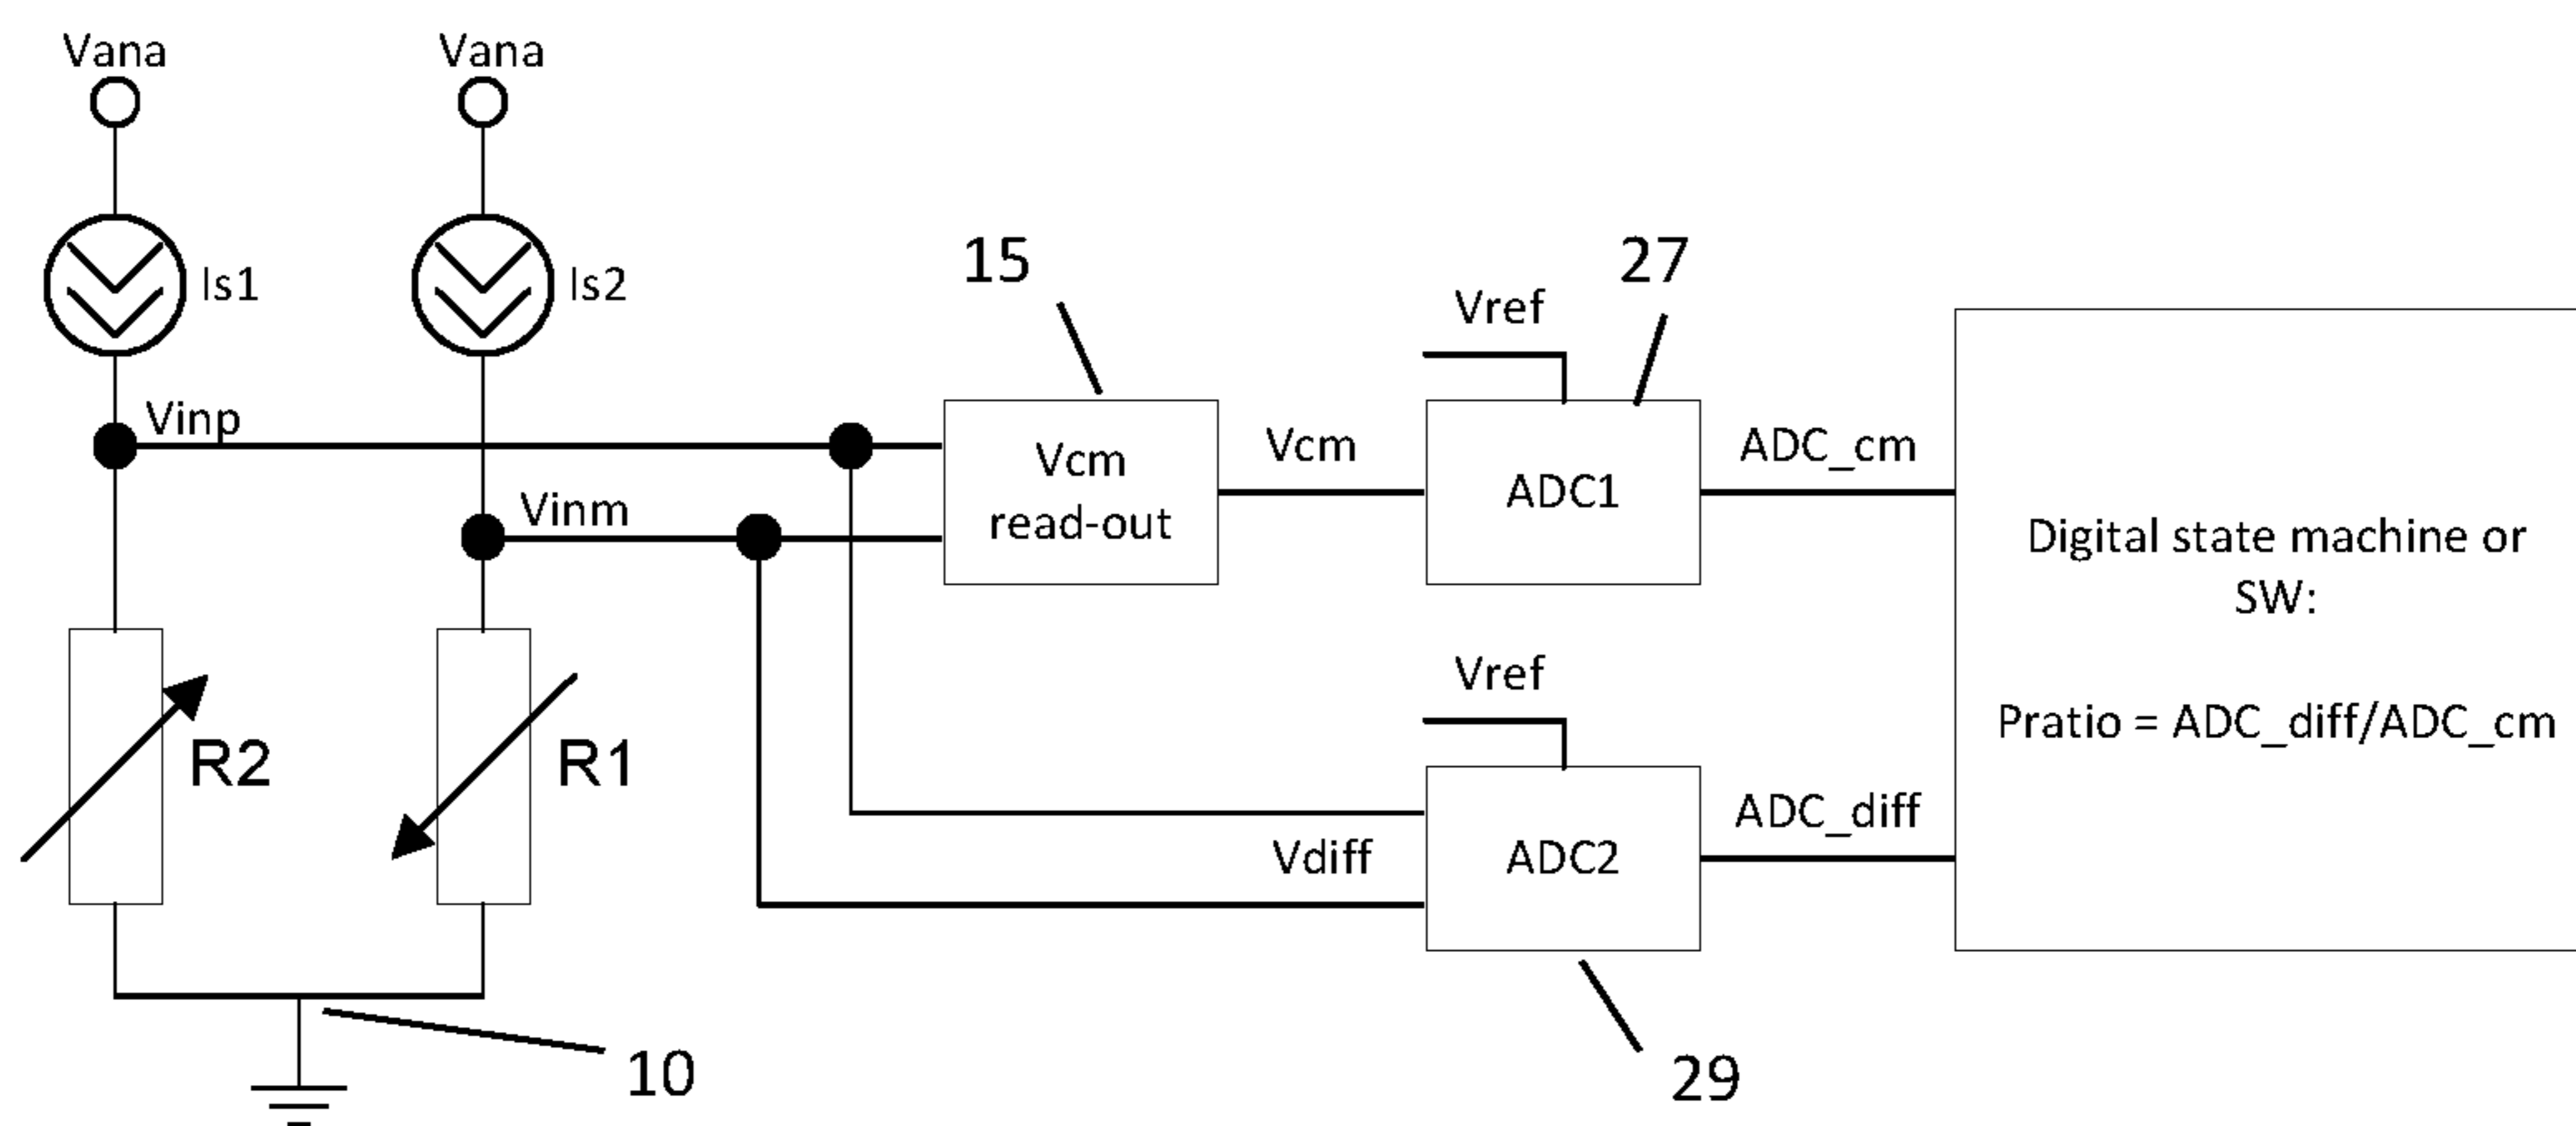 Vana
Vana
Is1
Is2
15
27
Vref
Vinp
Vinm
Vcm
read-out
Vcm
ADC1
ADC_cm
Digital state machine or
SW:
Pratio = ADC_diff/ADC_cm
R2
R1
Vref
Vdiff
ADC2
ADC_diff
10
29